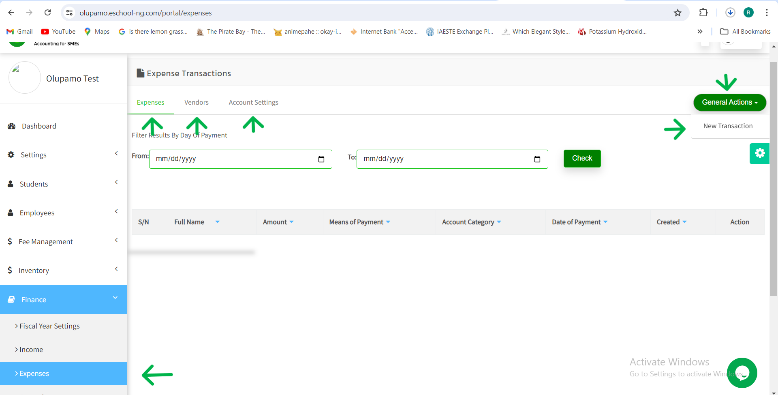 olupamo.eschool-ng.com/portal/expenses
Gmail YouTube Maps Is there lemon grass... The Pirate Bay - The... animepahe :: okay-i... Internet Bank "Acce... IAESTE Exchange Pl... Which Elegant Style... Potassium Hydroxid... » All Bookmarks
Accounting for SMEs
Olupamo Test
Dashboard
Settings
Students
Employees
Fee Management
Inventory
Finance
> Fiscal Year Settings
> Income
> Expenses
Expense Transactions
Expenses Vendors Account Settings
General Actions
New Transaction
Filter Results By Day Of Payment
From: mm/dd/yyyy To: mm/dd/yyyy Check
S/N Full Name Amount Means of Payment Account Category Date of Payment Created Action
Activate Windows
Go to Settings to activate